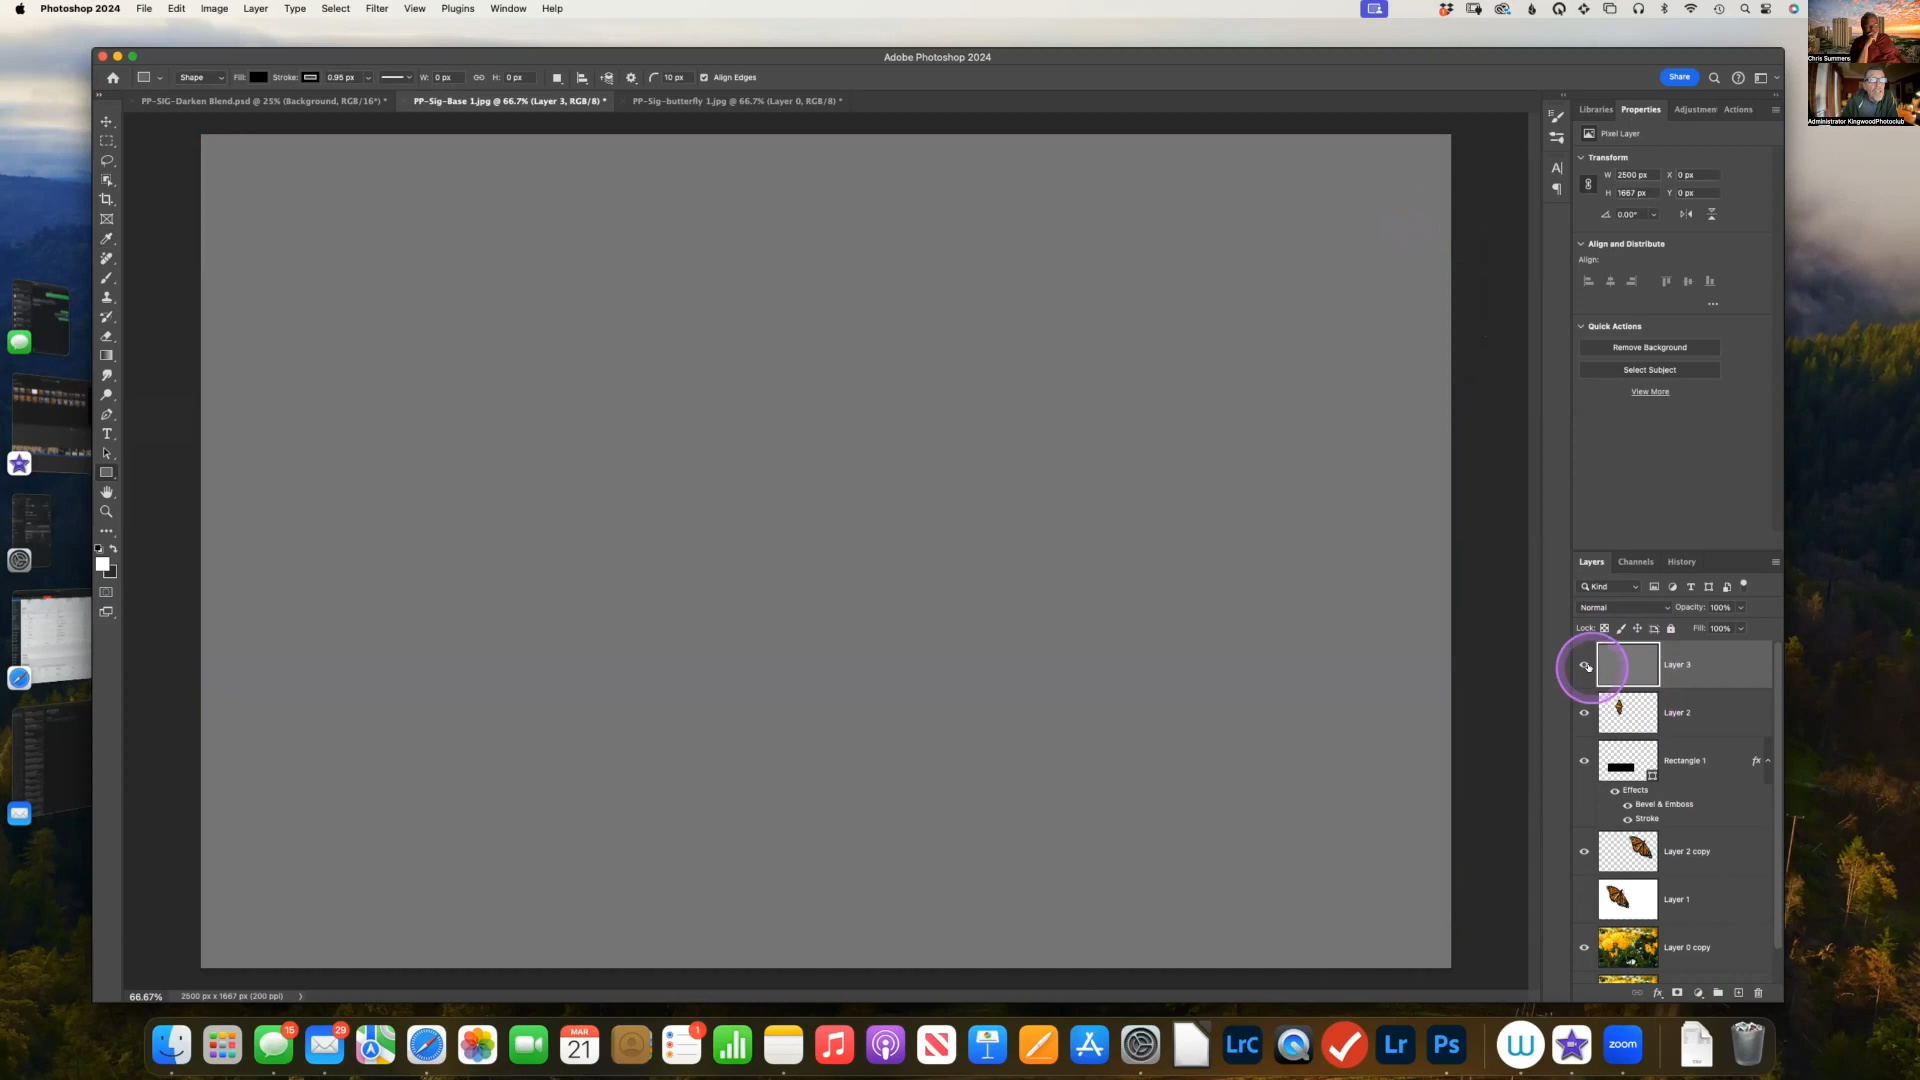 Photoshop 2024 File Edit Image Layer Type Select Filter View Plugins Window Help
Adobe Photoshop 2024
Shape Fill: Stroke: 0.95 px W: 0 px H: 0 px 10 px Align Edges Share
PP-SIG-Darken Blend.psd @ 25% (Background, RGB/16*) * PP-Sig-Base 1.jpg @ 66.7% (Layer 3, RGB/8) * PP-Sig-butterfly 1.jpg @ 66.7% (Layer 0, RGB/8) *
Chris Summers
Administrator KingwoodPhotoclub
Libraries Properties Adjustmen Actions
Pixel Layer
Transform
W 2500 px X 0 px
H 1667 px Y 0 px
0.00°
Align and Distribute
Align:
Quick Actions
Remove Background
Select Subject
View More
Layers Channels History
Kind
Normal Opacity: 100%
Lock: Fill: 100%
Layer 3
Layer 2
Rectangle 1 fx
Effects
Bevel & Emboss
Stroke
Layer 2 copy
Layer 1
Layer 0 copy
66.67% 2500 px x 1667 px (200 ppi)
15 29 MAR 21 1 LrC Lr Ps zoom